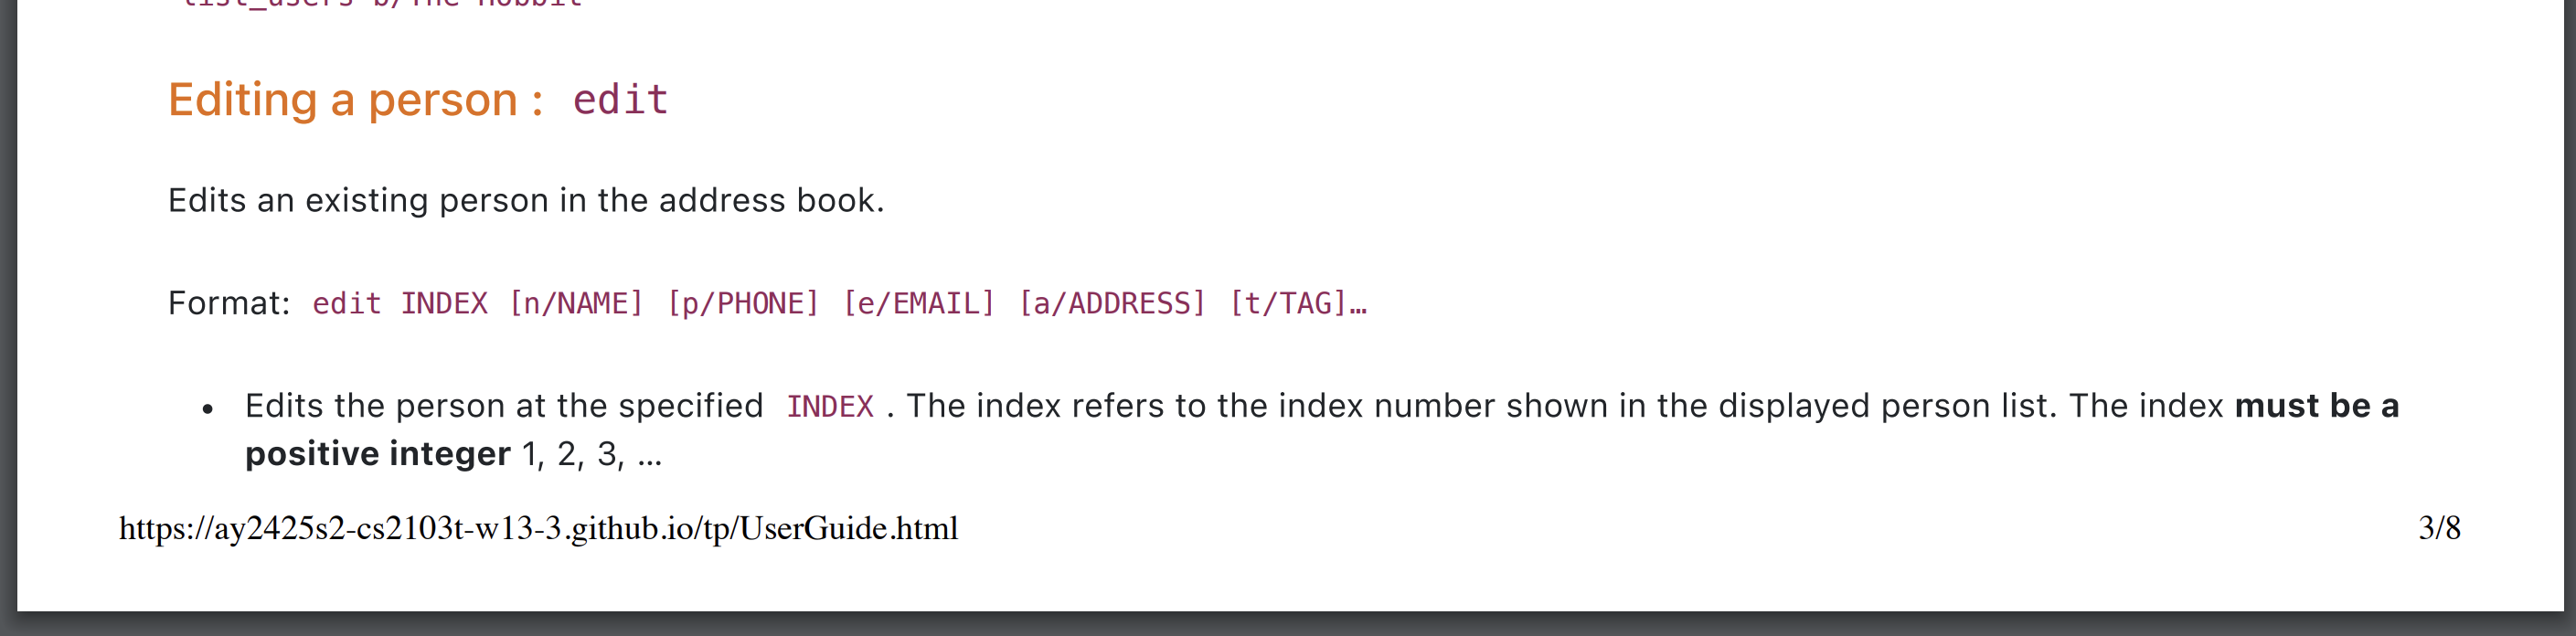 list_users b/The Hobbit
Editing a person : edit
Edits an existing person in the address book.
Format: edit INDEX [n/NAME] [p/PHONE] [e/EMAIL] [a/ADDRESS] [t/TAG]…
• Edits the person at the specified INDEX . The index refers to the index number shown in the displayed person list. The index must be a
positive integer 1, 2, 3, …
https://ay2425s2-cs2103t-w13-3.github.io/tp/UserGuide.html 3/8